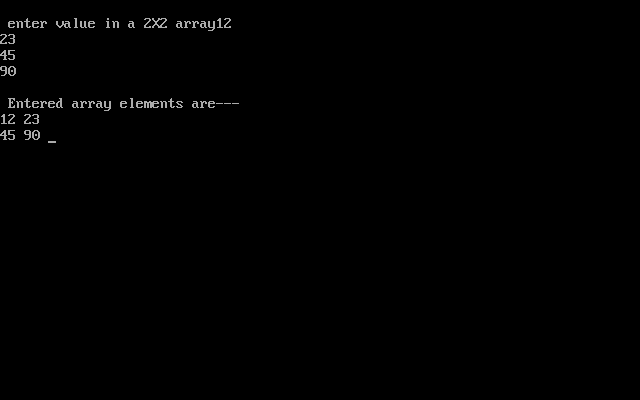 enter value in a 2X2 array12
23
45
90
Entered array elements are---
12 23
45 90 _